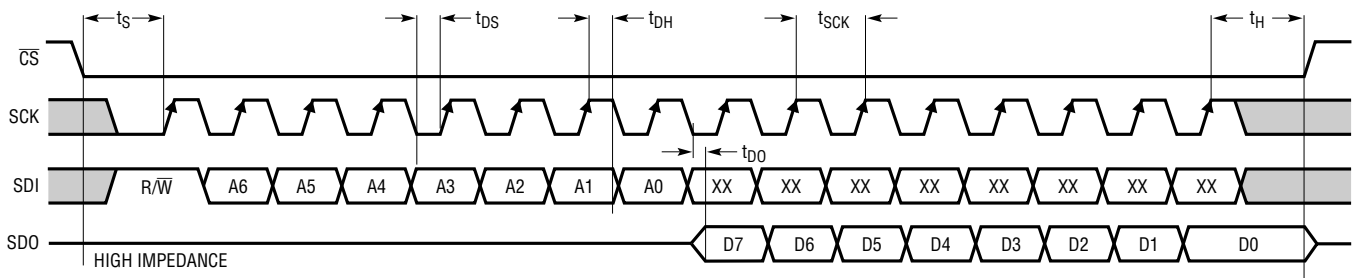 tS tDS tDH tSCK tH
CS
SCK
tDO
SDI R/W A6 A5 A4 A3 A2 A1 A0 XX XX XX XX XX XX XX XX
SDO D7 D6 D5 D4 D3 D2 D1 D0
HIGH IMPEDANCE